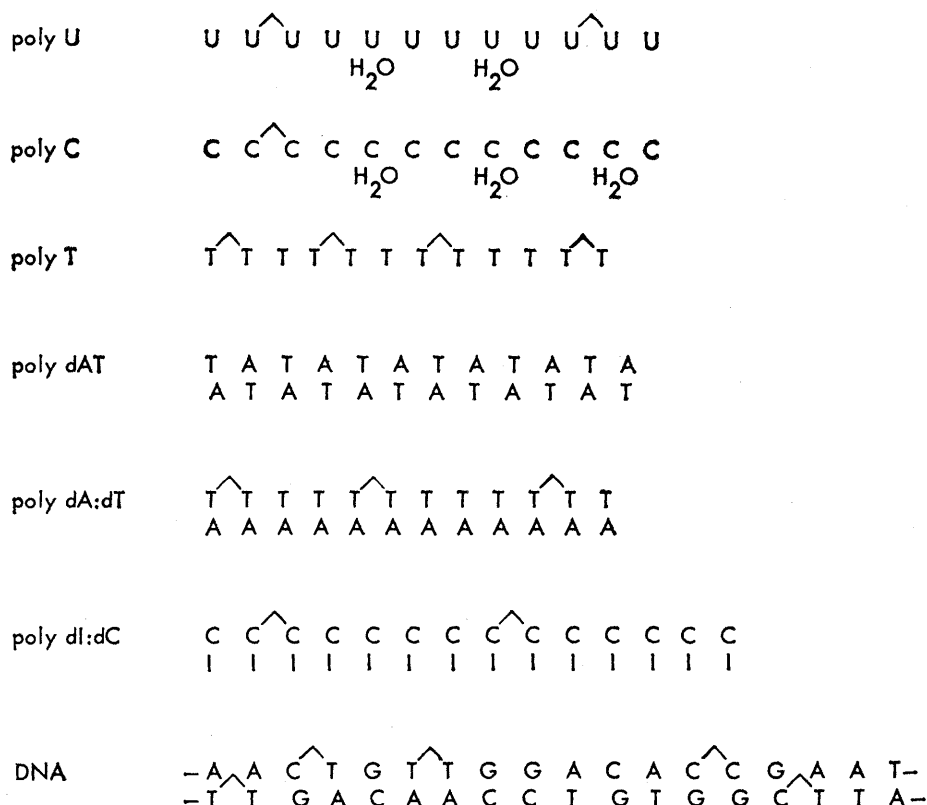 poly U U U U U U U U U U U U U
H₂O H₂O
poly C C C C C C C C C C C C C
H₂O H₂O H₂O
poly T T T T T T T T T T T T T
poly dAT T A T A T A T A T A T A
A T A T A T A T A T A T
poly dA:dT T T T T T T T T T T T T
A A A A A A A A A A A A
poly dI:dC C C C C C C C C C C C C C C
I I I I I I I I I I I I I I
DNA –A A C T G T T G G A C A C C G A A T–
–T T G A C A A C C T G T G G C T T A–